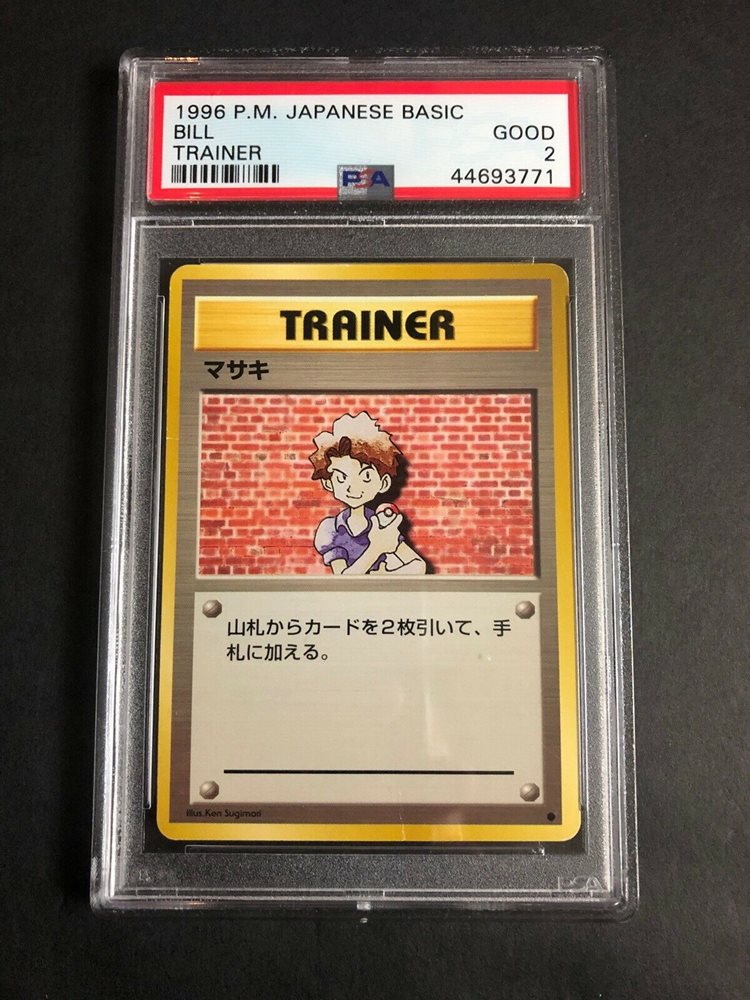 1996 P.M. JAPANESE BASIC
BILL GOOD
TRAINER 2
PSA 44693771
TRAINER
マサキ
山札からカードを2枚引いて、手
札に加える。
Illus.Ken Sugimori
PSA